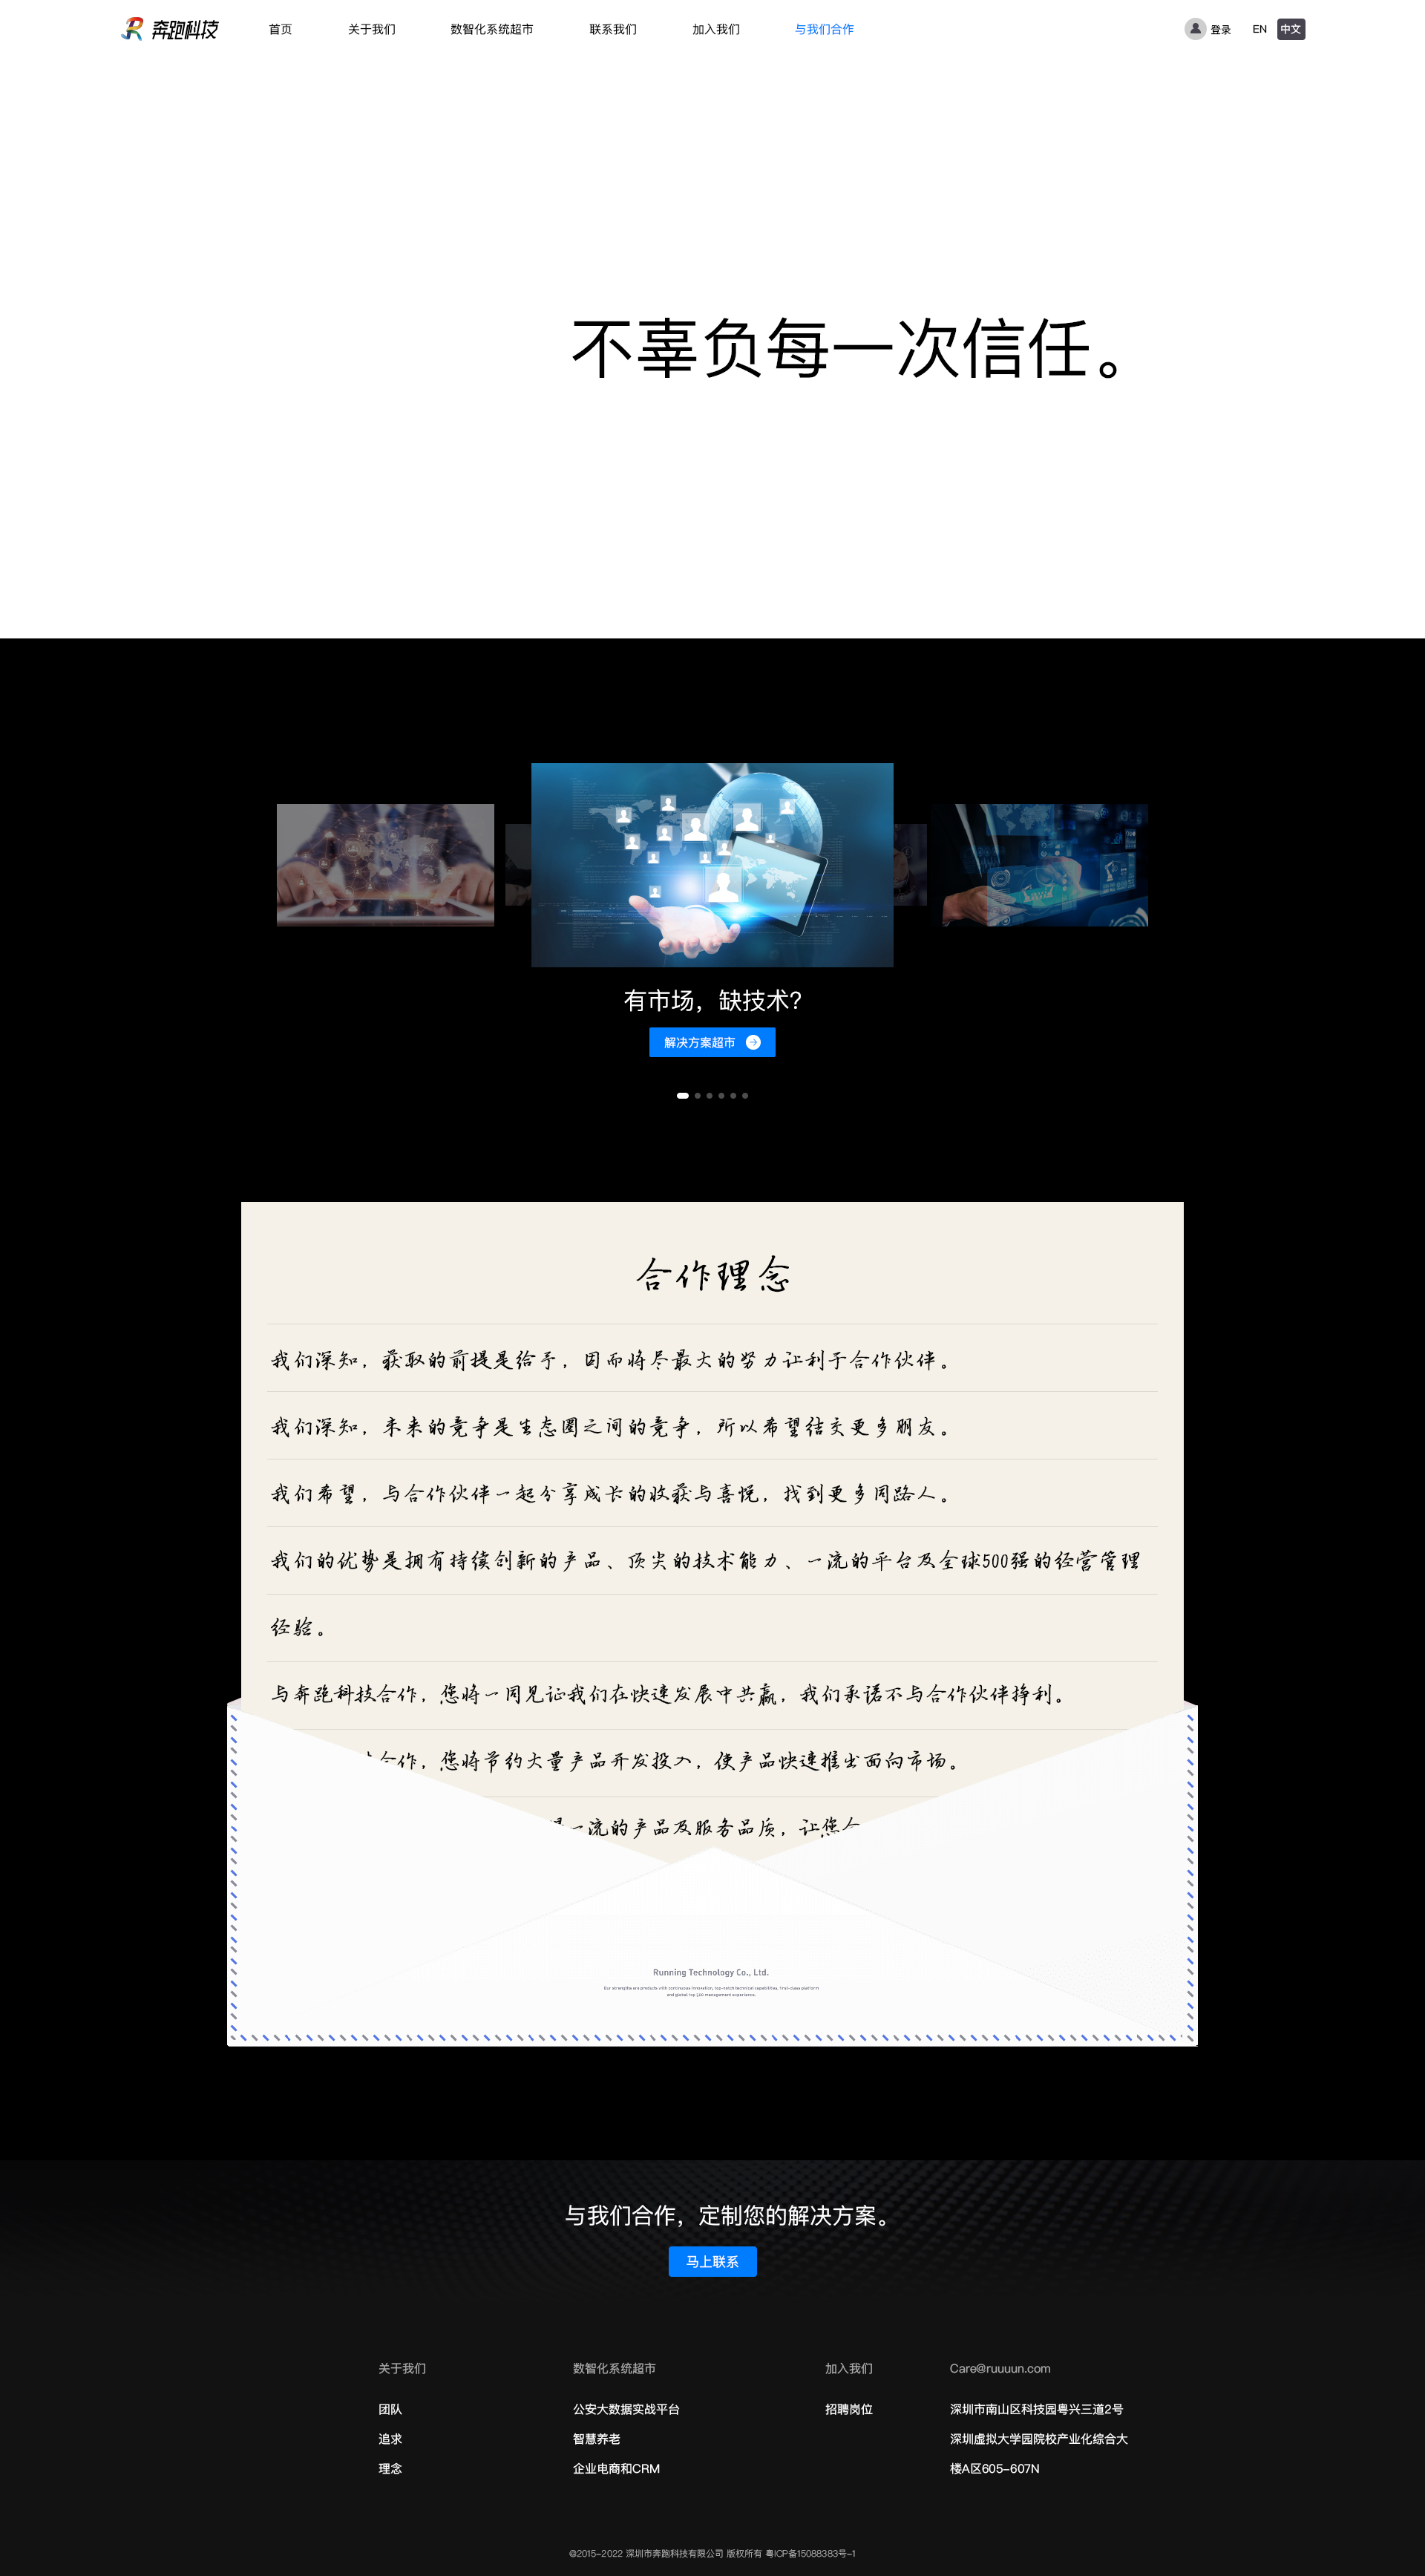 奔跑科技 首页 关于我们 数智化系统超市 联系我们 加入我们 与我们合作 登录 EN 中文
不辜负每一次信任。
有市场，缺技术？
解决方案超市
合作理念
我们深知，获取的前提是给予，因而将尽最大的努力让利于合作伙伴。
我们深知，未来的竞争是生态圈之间的竞争，所以希望结交更多朋友。
我们希望，与合作伙伴一起分享成长的收获与喜悦，找到更多同路人。
我们的优势是拥有持续创新的产品、顶尖的技术能力、一流的平台及全球500强的经营管理
经验。
与奔跑科技合作，您将一同见证我们在快速发展中共赢，我们承诺不与合作伙伴挣利。
合作，您将节约大量产品开发投入，使产品快速推出面向市场。
一流的产品及服务品质，让您
Running Technology Co., Ltd.
Our strengths are products with continuous innovation, top-notch technical capabilities, first-class platform
and global top 500 management experience.
与我们合作，定制您的解决方案。
马上联系
关于我们 数智化系统超市 加入我们 Care@ruuuun.com
团队 公安大数据实战平台 招聘岗位 深圳市南山区科技园粤兴三道2号
追求 智慧养老 深圳虚拟大学园院校产业化综合大
理念 企业电商和CRM 楼A区605-607N
@2015-2022 深圳市奔跑科技有限公司 版权所有 粤ICP备15088383号-1